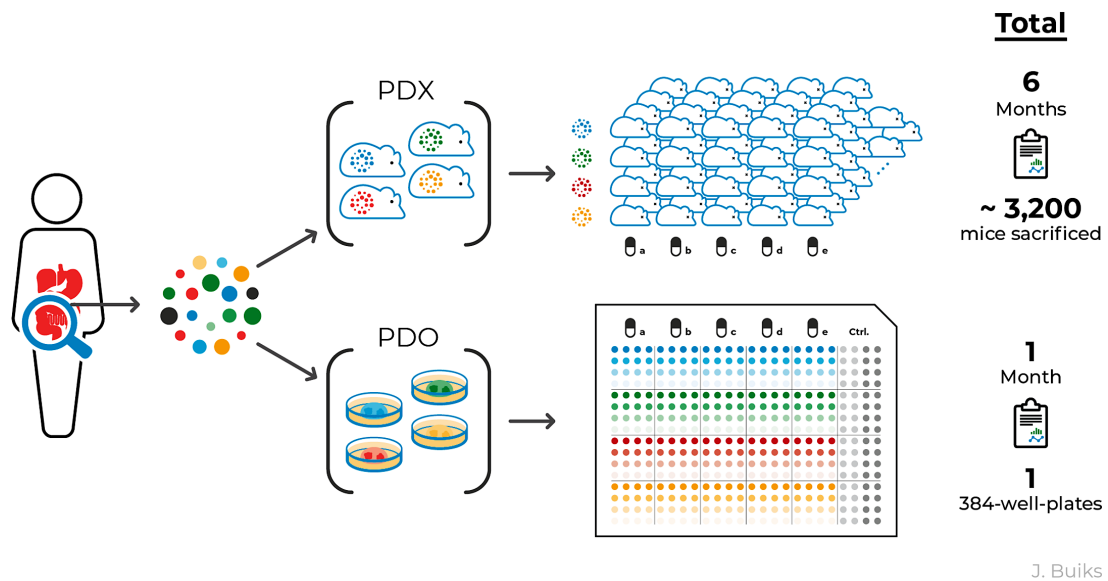 Total
PDX
6
Months
~ 3,200
mice sacrificed
a b c d e
PDO
a b c d e Ctrl.
1
Month
1
384-well-plates
J. Buiks